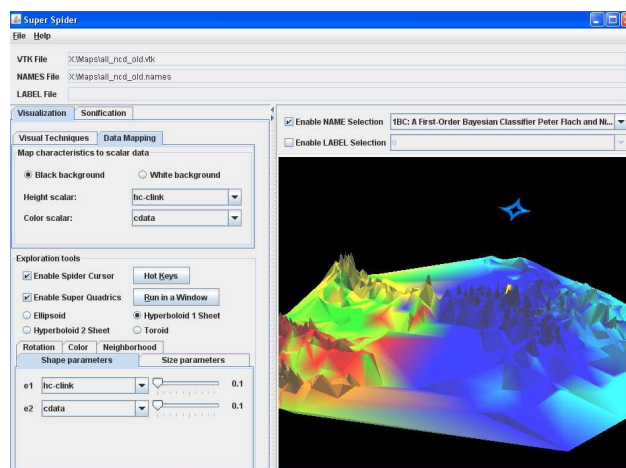 Super Spider
File Help
VTK File X:\Maps\all_ncd_old.vtk
NAMES File X:\Maps\all_ncd_old.names
LABEL File
Visualization Sonification
Visual Techniques Data Mapping
Map characteristics to scalar data
Black background White background
Height scalar: hc-clink
Color scalar: cdata
Exploration tools
Enable Spider Cursor Hot Keys
Enable Super Quadrics Run in a Window
Ellipsoid Hyperboloid 1 Sheet
Hyperboloid 2 Sheet Toroid
Rotation Color Neighborhood
Shape parameters Size parameters
e1 hc-clink 0.1
e2 cdata 0.1
Enable NAME Selection 1BC: A First-Order Bayesian Classifier Peter Flach and Ni...
Enable LABEL Selection 0